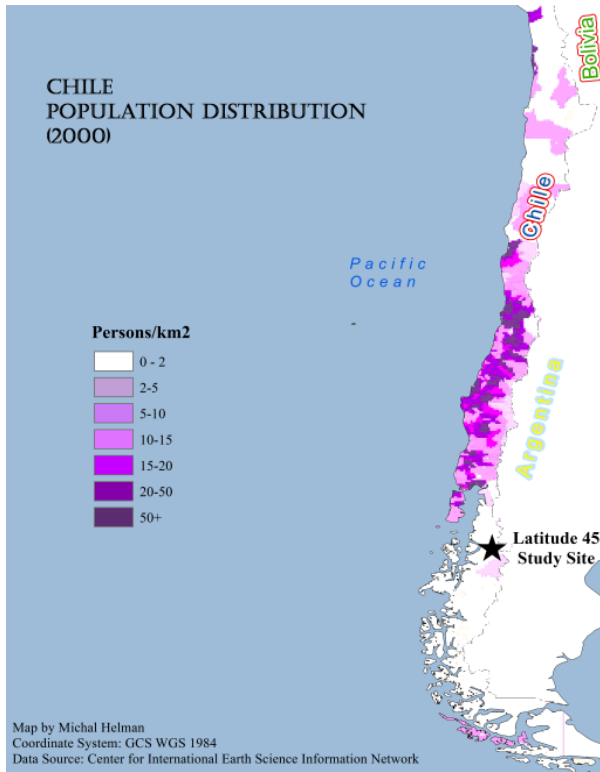 CHILE
POPULATION DISTRIBUTION
(2000)
Bolivia
Chile
Pacific
Ocean
Argentina
Persons/km2
0 - 2
2-5
5-10
10-15
15-20
20-50
50+
Latitude 45
Study Site
Map by Michal Helman
Coordinate System: GCS WGS 1984
Data Source: Center for International Earth Science Information Network